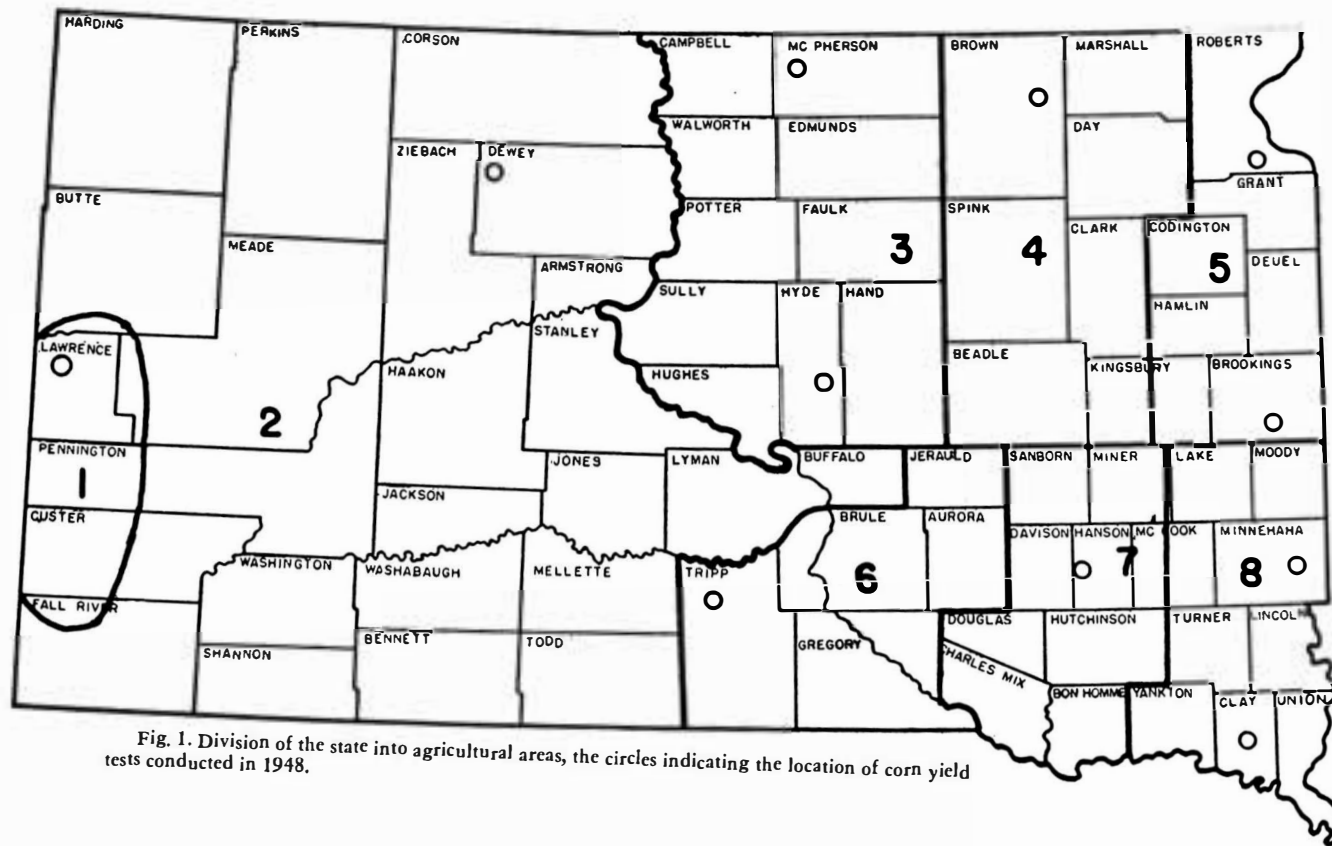 HARDING
PERKINS
CORSON
CAMPBELL
MC PHERSON
BROWN
MARSHALL
ROBERTS
WALWORTH
EDMUNDS
DAY
ZIEBACH
DEWEY
GRANT
BUTTE
POTTER
FAULK
SPINK
CLARK
CODINGTON
MEADE
3
4
5
DEUEL
ARMSTRONG
SULLY
HYDE
HAND
HAMLIN
STANLEY
LAWRENCE
BEADLE
KINGSBURY
BROOKINGS
HAAKON
HUGHES
2
PENNINGTON
JONES
LYMAN
BUFFALO
JERAULD
SANBORN
MINER
LAKE
MOODY
1
JACKSON
CUSTER
BRULE
AURORA
DAVISON
HANSON
MC COOK
MINNEHAHA
WASHINGTON
WASHABAUGH
MELLETTE
TRIPP
6
7
8
FALL RIVER
DOUGLAS
HUTCHINSON
TURNER
LINCOLN
SHANNON
BENNETT
TODD
GREGORY
CHARLES MIX
BON HOMME
YANKTON
CLAY
UNION
Fig. 1. Division of the state into agricultural areas, the circles indicating the location of corn yield
tests conducted in 1948.